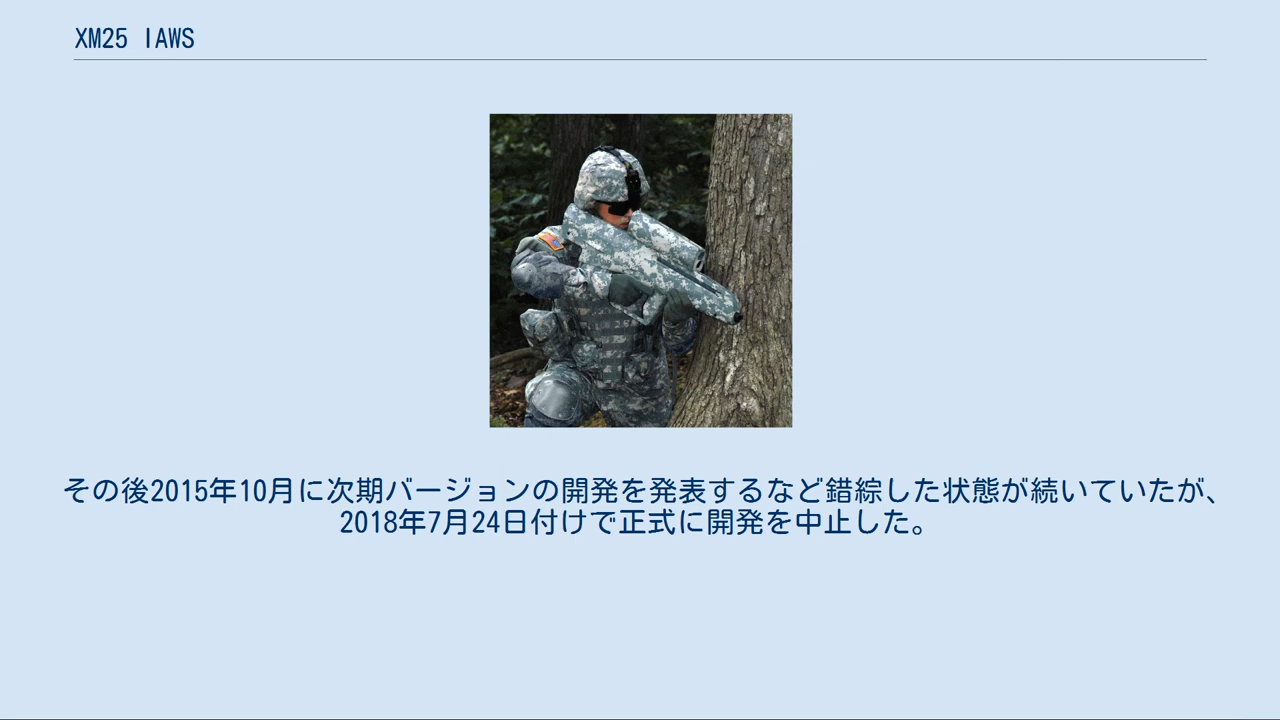 XM25 IAWS
その後2015年10月に次期バージョンの開発を発表するなど錯綜した状態が続いていたが、
2018年7月24日付けで正式に開発を中止した。